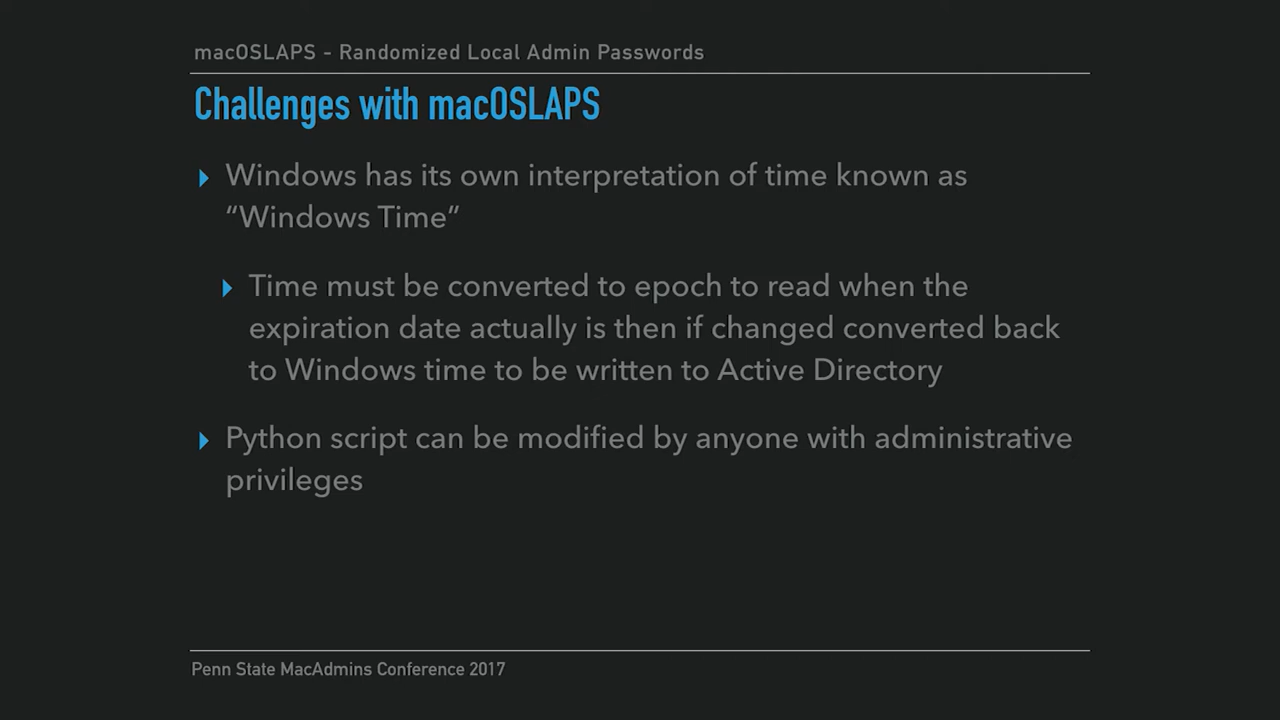 macOSLAPS - Randomized Local Admin Passwords
Challenges with macOSLAPS
Windows has its own interpretation of time known as
“Windows Time“
Time must be converted to epoch to read when the
expiration date actually is then if changed converted back
to Windows time to be written to Active Directory
Python script can be modified by anyone with administrative
privileges
Penn State MacAdmins Conference 2017